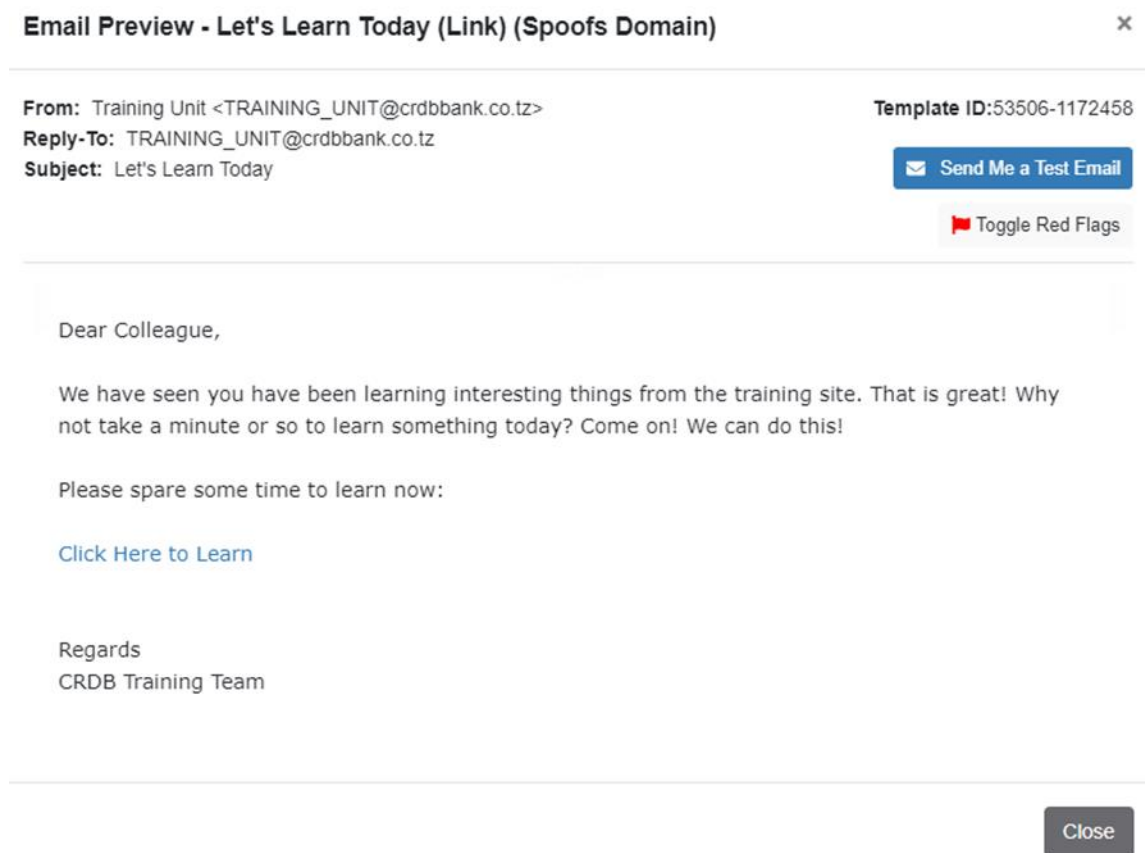 Email Preview - Let's Learn Today (Link) (Spoofs Domain)
×
From: Training Unit <TRAINING_UNIT@crdbbank.co.tz>
Reply-To: TRAINING_UNIT@crdbbank.co.tz
Subject: Let's Learn Today
Template ID:53506-1172458
Send Me a Test Email
Toggle Red Flags
Dear Colleague,
We have seen you have been learning interesting things from the training site. That is great! Why
not take a minute or so to learn something today? Come on! We can do this!
Please spare some time to learn now:
Click Here to Learn
Regards
CRDB Training Team
Close